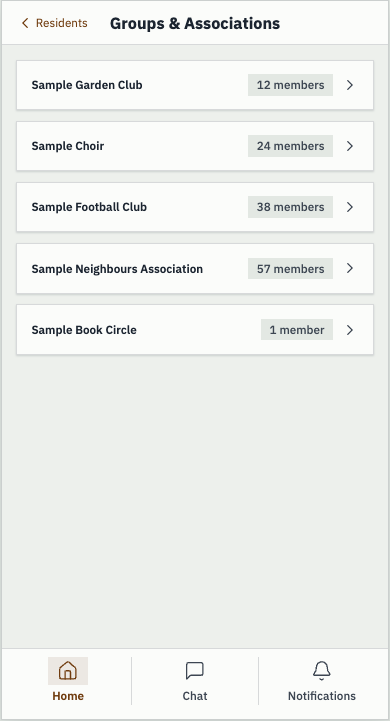 Residents
Groups & Associations
Sample Garden Club
12 members
Sample Choir
24 members
Sample Football Club
38 members
Sample Neighbours Association
57 members
Sample Book Circle
1 member
Home
Chat
Notifications